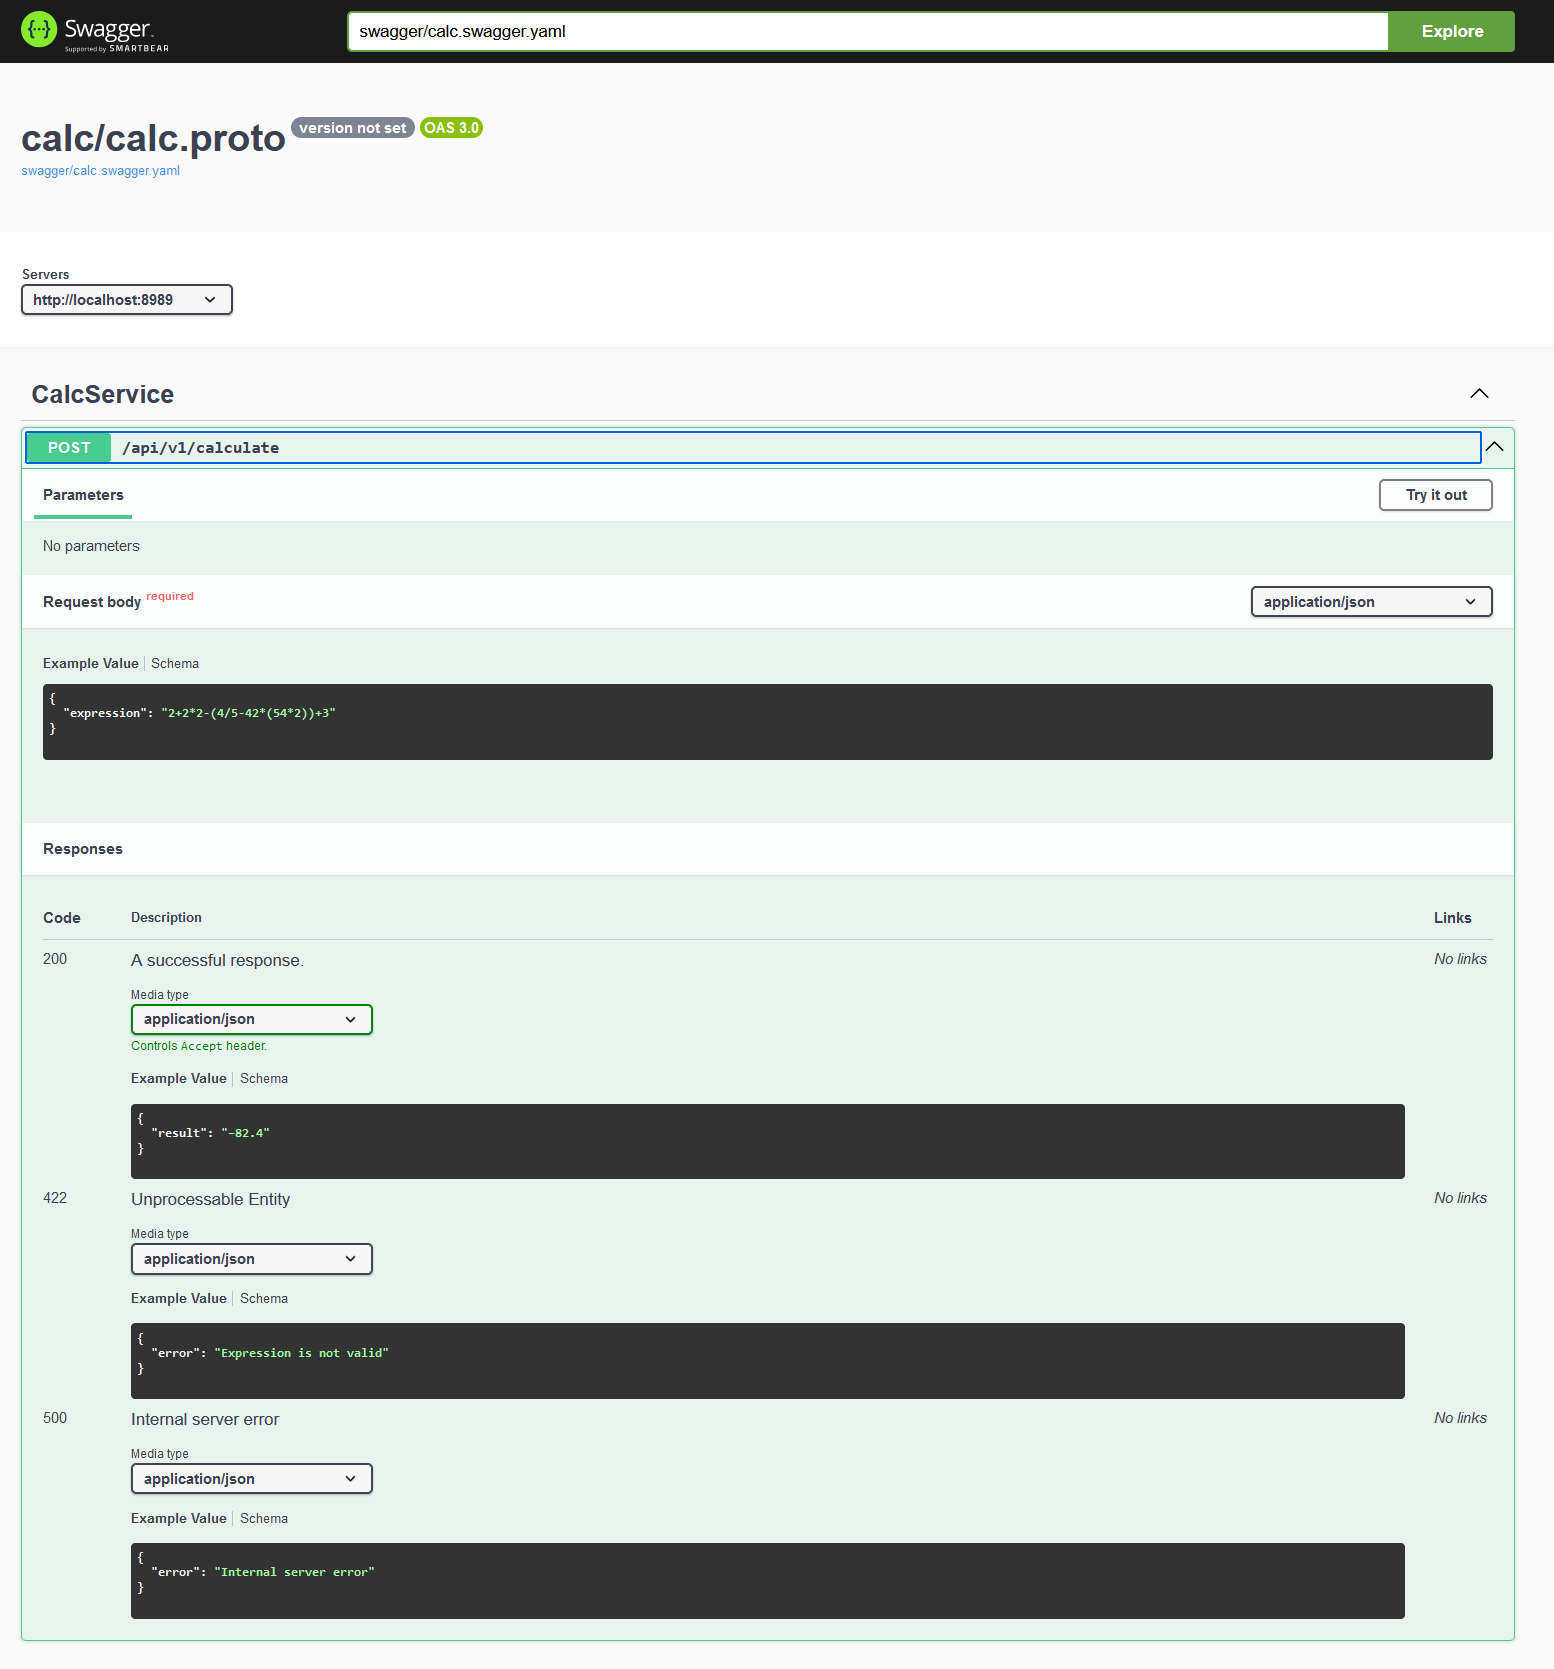 Swagger.
Supported by SMARTBEAR
swagger/calc.swagger.yaml
Explore
calc/calc.proto version not set OAS 3.0
swagger/calc.swagger.yaml
Servers
http://localhost:8989
CalcService
POST /api/v1/calculate
Parameters
Try it out
No parameters
Request body required
application/json
Example Value Schema
{
"expression": "2+2*2-(4/5-42*(54*2))+3"
}
Responses
Code Description Links
200 A successful response. No links
Media type
application/json
Controls Accept header.
Example Value Schema
{
"result": "-82.4"
}
422 Unprocessable Entity No links
Media type
application/json
Example Value Schema
{
"error": "Expression is not valid"
}
500 Internal server error No links
Media type
application/json
Example Value Schema
{
"error": "Internal server error"
}